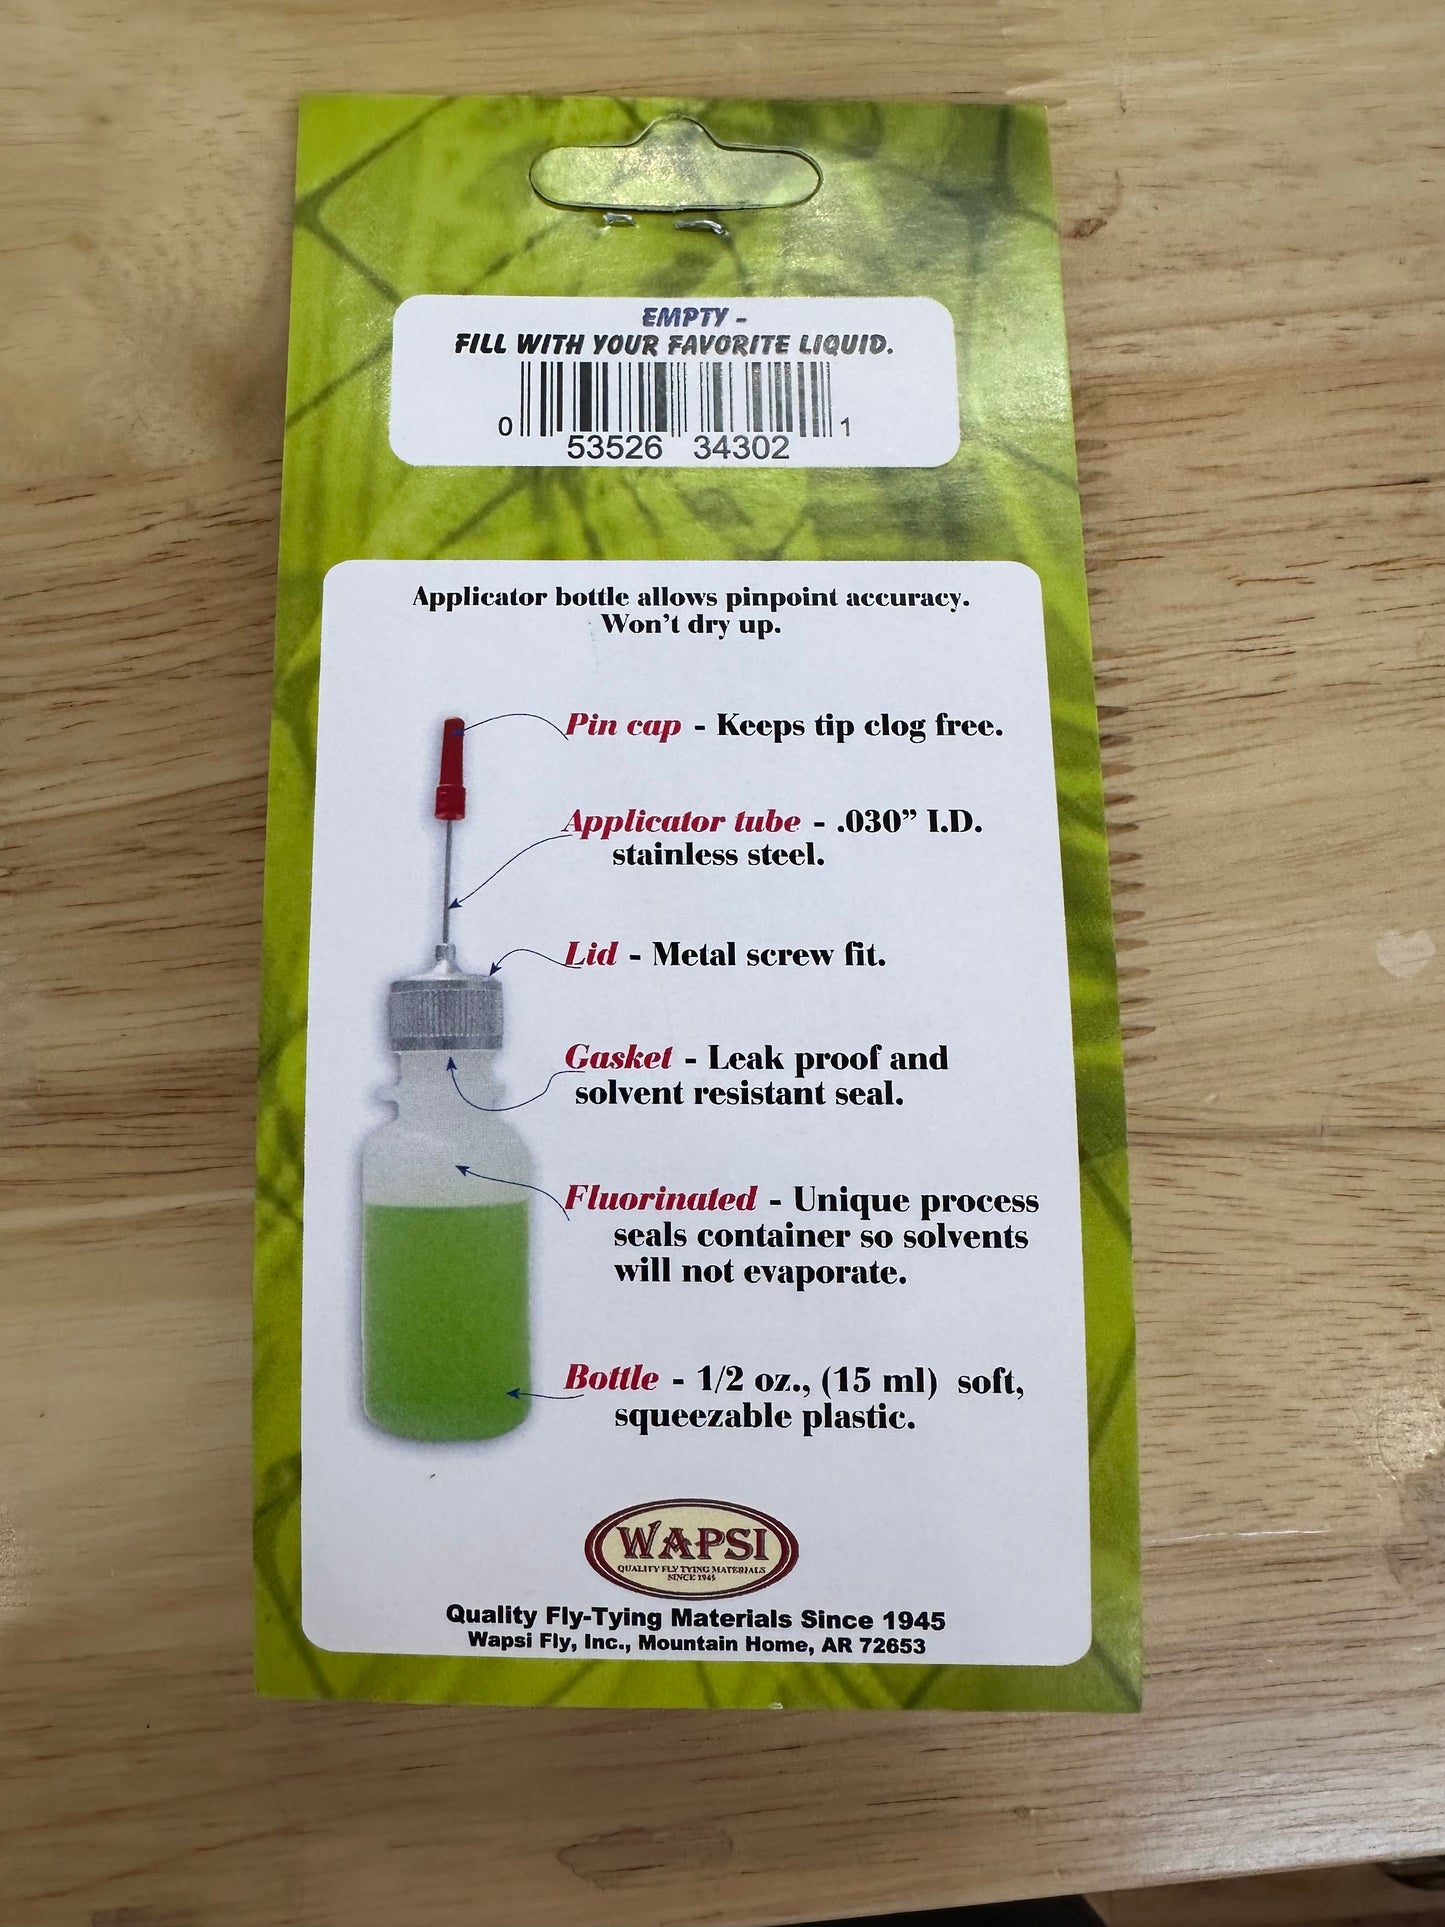 EMPTY -
FILL WITH YOUR FAVORITE LIQUID.
0 53526 34302 1
Applicator bottle allows pinpoint accuracy.
Won't dry up.
Pin cap - Keeps tip clog free.
Applicator tube - .030" I.D.
stainless steel.
Lid - Metal screw fit.
Gasket - Leak proof and
solvent resistant seal.
Fluorinated - Unique process
seals container so solvents
will not evaporate.
Bottle - 1/2 oz., (15 ml) soft,
squeezable plastic.
WAPSI
QUALITY FLY TYING MATERIALS
SINCE 1945
Quality Fly-Tying Materials Since 1945
Wapsi Fly, Inc., Mountain Home, AR 72653